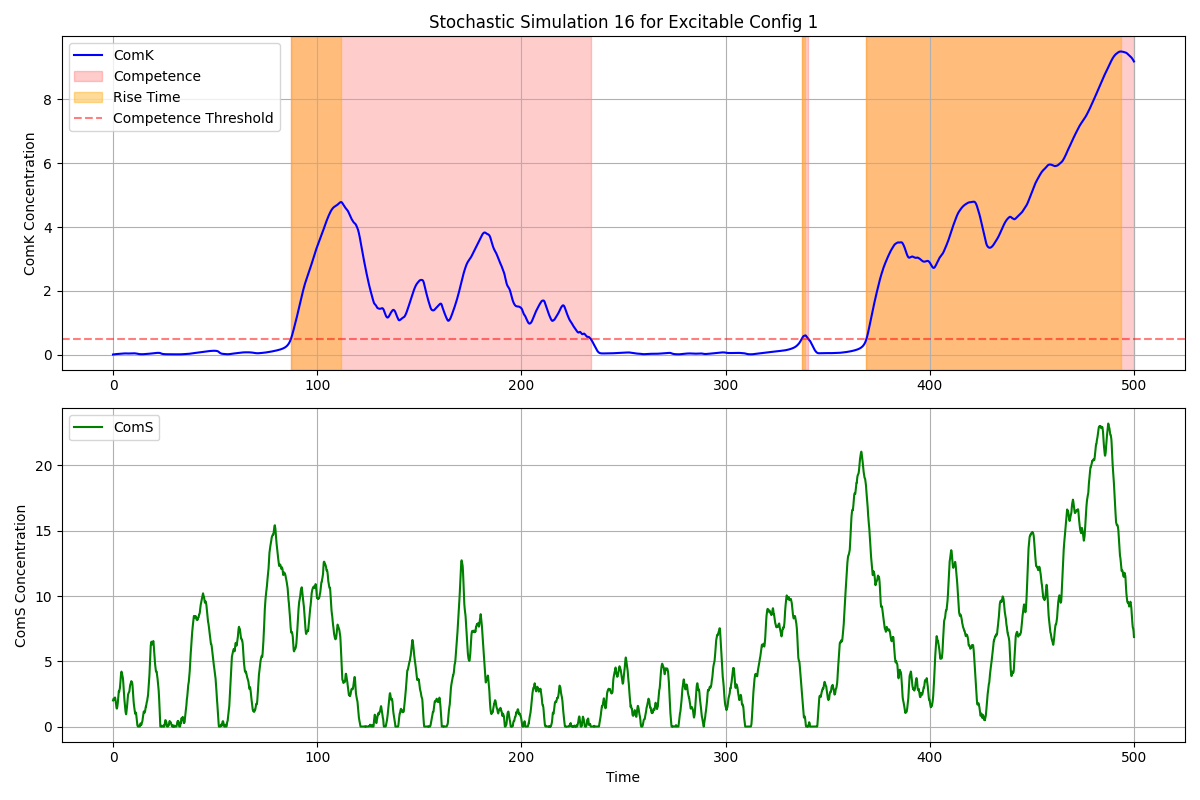 Stochastic Simulation 16 for Excitable Config 1
ComK
Competence
Rise Time
Competence Threshold
ComK Concentration
8
6
4
2
0
0 100 200 300 400 500
ComS
ComS Concentration
20
15
10
5
0
0 100 200 300 400 500
Time